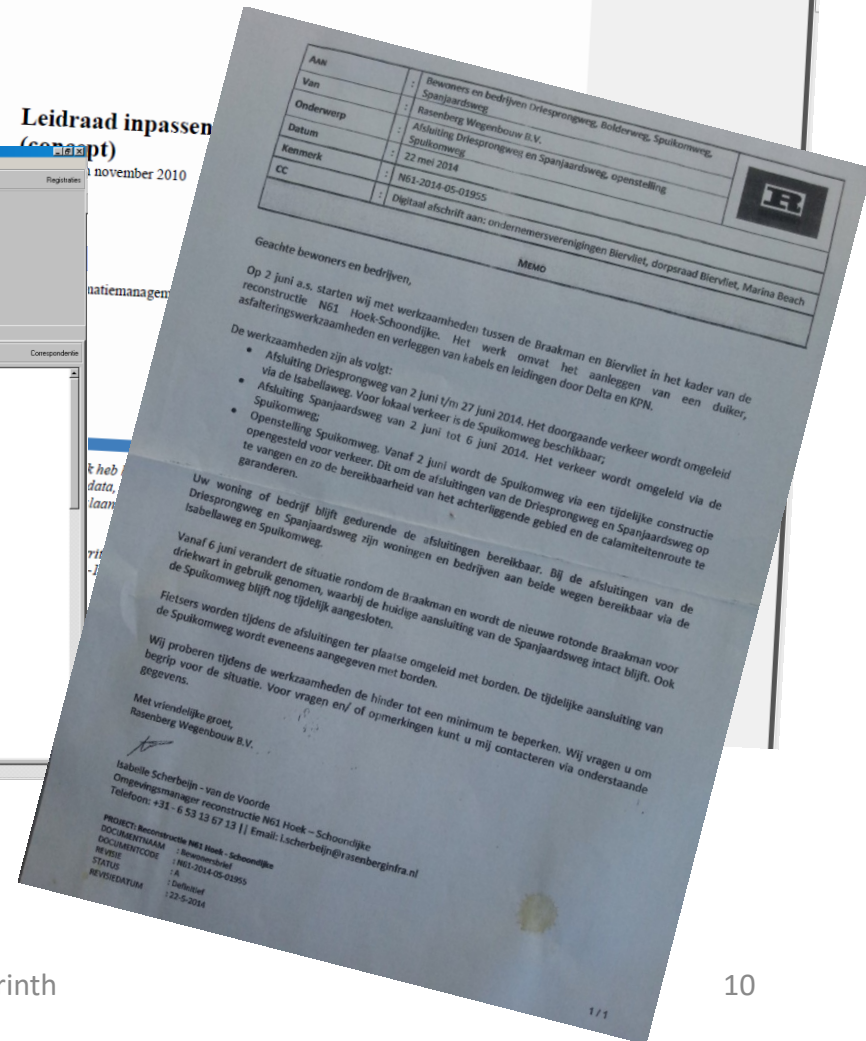 Leidraad inpassen
(concept)
november 2010
Registraties
matiemanagem
Correspondentie
k heb
data,
laan
AAN : Bewoners en bedrijven Driesprongweg, Bolderweg, Spuikomweg,
Spanjaardsweg
Van : Rasenberg Wegenbouw B.V.
Onderwerp : Afsluiting Driesprongweg en Spanjaardsweg, openstelling
Spuikomweg
Datum : 22 mei 2014
Kenmerk : N61-2014-05-01955
CC : Digitaal afschrift aan: ondernemersverenigingen Biervliet, dorpsraad Biervliet, Marina Beach
R
MEMO
Geachte bewoners en bedrijven,
Op 2 juni a.s. starten wij met werkzaamheden tussen de Braakman en Biervliet in het kader van de
reconstructie N61 Hoek-Schoondijke. Het werk omvat het aanleggen van een duiker,
asfalteringswerkzaamheden en verleggen van kabels en leidingen door Delta en KPN.
De werkzaamheden zijn als volgt:
• Afsluiting Driesprongweg van 2 juni t/m 27 juni 2014. Het doorgaande verkeer wordt omgeleid
via de Isabellaweg. Voor lokaal verkeer is de Spuikomweg beschikbaar;
• Afsluiting Spanjaardsweg van 2 juni tot 6 juni 2014. Het verkeer wordt omgeleid via de
Spuikomweg;
• Openstelling Spuikomweg. Vanaf 2 juni wordt de Spuikomweg via een tijdelijke constructie
opengesteld voor verkeer. Dit om de afsluitingen van de Driesprongweg en Spanjaardsweg op
te vangen en zo de bereikbaarheid van het achterliggende gebied en de calamiteitenroute te
garanderen.
Uw woning of bedrijf blijft gedurende de afsluitingen bereikbaar. Bij de afsluitingen van de
Driesprongweg en Spanjaardsweg zijn woningen en bedrijven aan beide wegen bereikbaar via de
Isabellaweg en Spuikomweg.
Vanaf 6 juni verandert de situatie rondom de Braakman en wordt de nieuwe rotonde Braakman voor
driekwart in gebruik genomen, waarbij de huidige aansluiting van de Spanjaardsweg intact blijft. Ook
de Spuikomweg blijft nog tijdelijk aangesloten.
Fietsers worden tijdens de afsluitingen ter plaatse omgeleid met borden. De tijdelijke aansluiting van
de Spuikomweg wordt eveneens aangegeven met borden.
Wij proberen tijdens de werkzaamheden de hinder tot een minimum te beperken. Wij vragen u om
begrip voor de situatie. Voor vragen en/ of opmerkingen kunt u mij contacteren via onderstaande
gegevens.
Met vriendelijke groet,
Rasenberg Wegenbouw B.V.
Isabelle Scherbeijn - van de Voorde
Omgevingsmanager reconstructie N61 Hoek – Schoondijke
Telefoon: +31 - 6 53 13 67 13 || Email: I.scherbeijn@rasenberginfra.nl
PROJECT: Reconstructie N61 Hoek - Schoondijke
DOCUMENTNAAM : Bewonersbrief
DOCUMENTCODE : N61-2014-05-01955
REVISIE : A
STATUS : Definitief
REVISIEDATUM : 22-5-2014
1 / 1
rinth
10